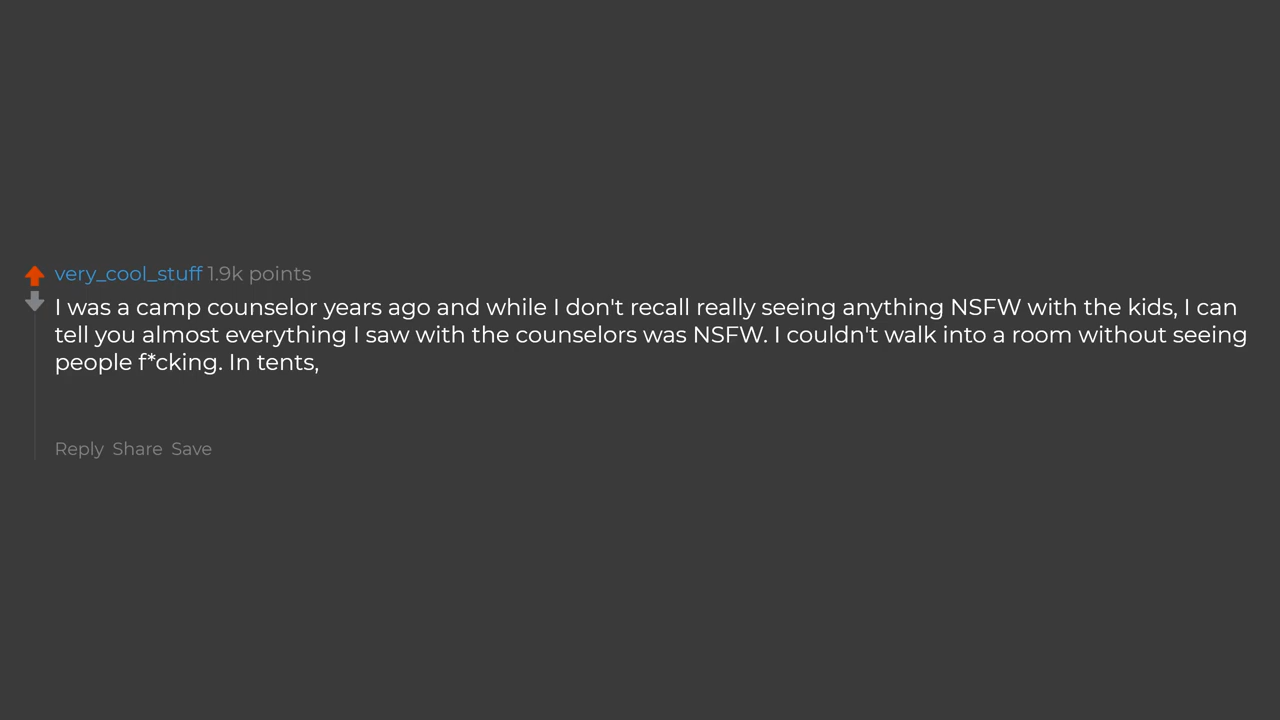 very_cool_stuff 1.9k points
I was a camp counselor years ago and while I don't recall really seeing anything NSFW with the kids, I can
tell you almost everything I saw with the counselors was NSFW. I couldn't walk into a room without seeing
people f*cking. In tents,
Reply Share Save